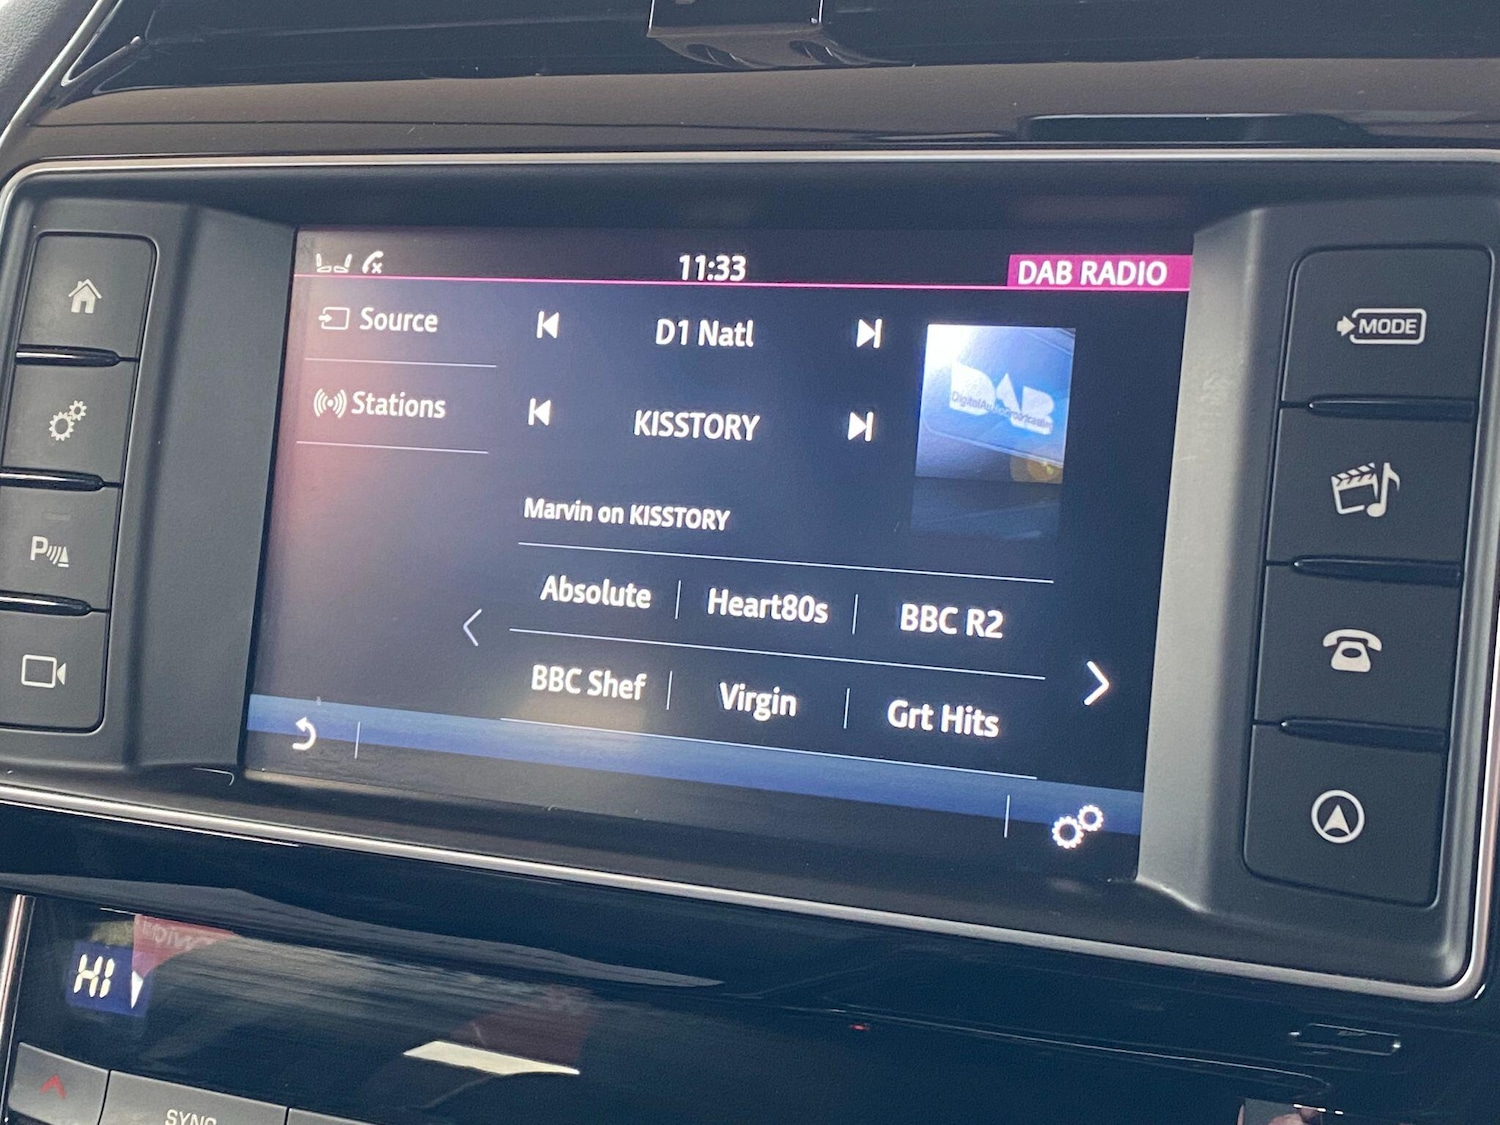 11:33
DAB RADIO
Source
D1 Natl
Stations
KISSTORY
DAB
Marvin on KISSTORY
Absolute
Heart80s
BBC R2
BBC Shef
Virgin
Grt Hits
MODE
P
HI
SYNC